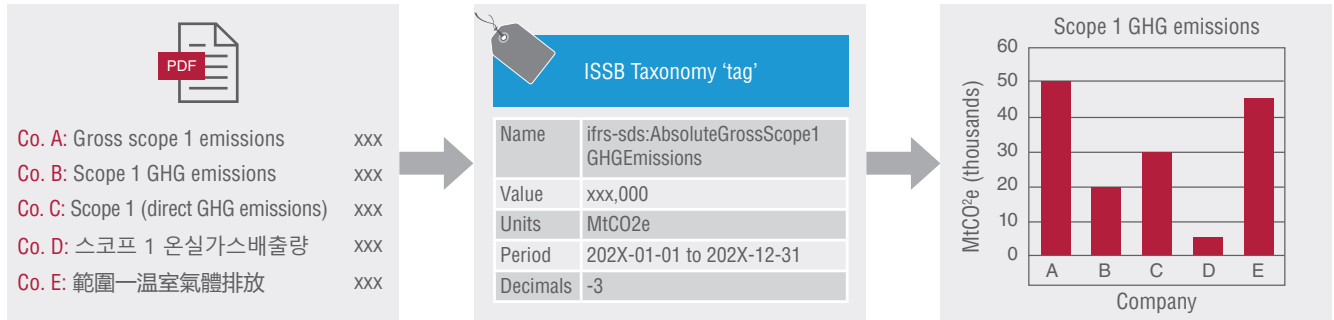 PDF
Co. A: Gross scope 1 emissions xxx
Co. B: Scope 1 GHG emissions xxx
Co. C: Scope 1 (direct GHG emissions) xxx
Co. D: 스코프 1 온실가스배출량 xxx
Co. E: 範圍一温室氣體排放 xxx
ISSB Taxonomy ‘tag’
Name ifrs-sds:AbsoluteGrossScope1
GHGEmissions
Value xxx,000
Units MtCO2e
Period 202X-01-01 to 202X-12-31
Decimals -3
Scope 1 GHG emissions
MtCO²e (thousands)
60
50
40
30
20
10
0
A B C D E
Company